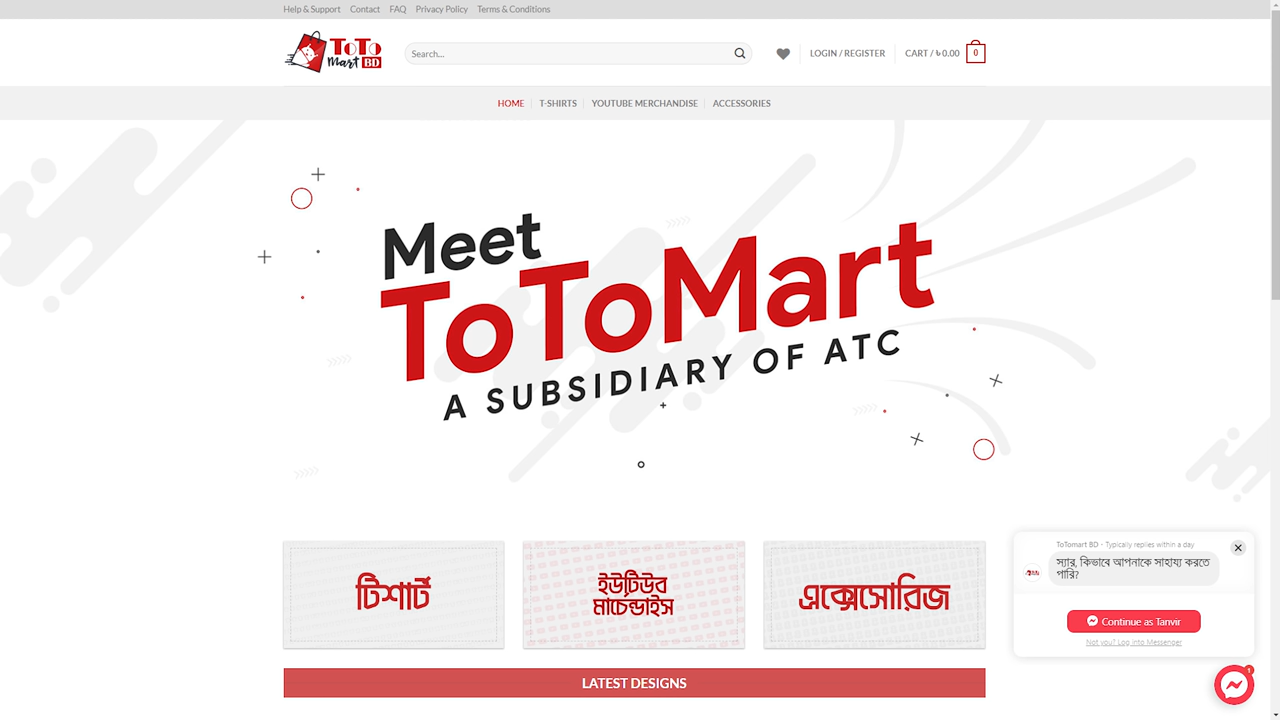 Help & Support Contact FAQ Privacy Policy Terms & Conditions
ToTo
Mart BD
Search...
LOGIN / REGISTER CART / ৳ 0.00 0
HOME T-SHIRTS YOUTUBE MERCHANDISE ACCESSORIES
Meet
ToToMart
A SUBSIDIARY OF ATC
টিশার্ট
ইউটিউব
মার্চেন্ডাইস
এক্সেসোরিজ
LATEST DESIGNS
ToTomart BD - Typically replies within a day
স্যার, কিভাবে আপনাকে সাহায্য করতে
পারি?
Continue as Tanvir
Not you? Log into Messenger
1